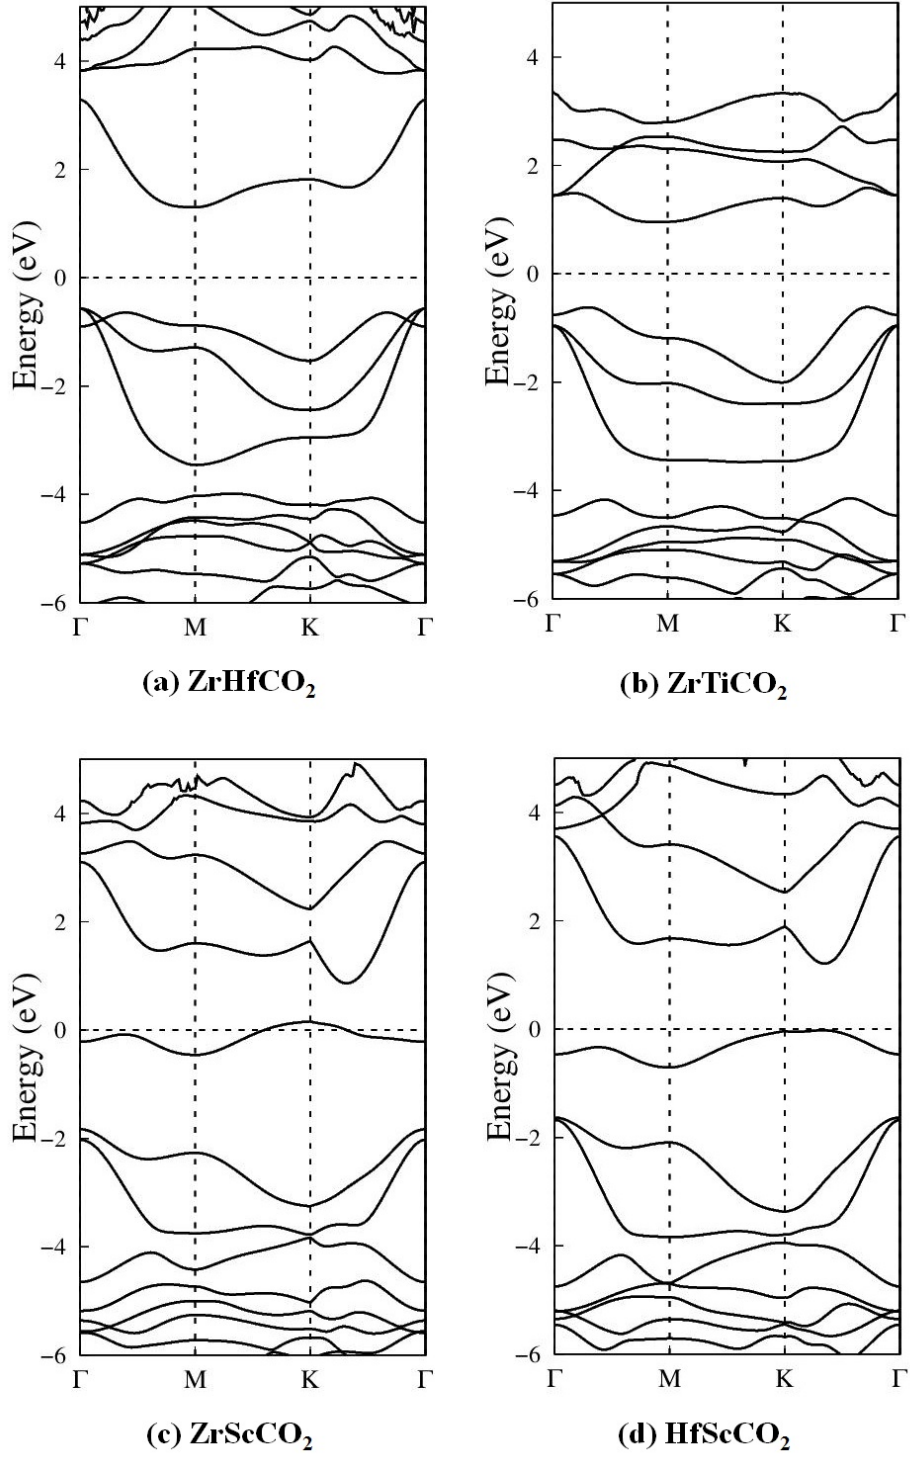 Energy (eV)
4
2
0
−2
−4
−6
Γ M K Γ
(a) ZrHfCO₂
Energy (eV)
4
2
0
−2
−4
−6
Γ M K Γ
(b) ZrTiCO₂
Energy (eV)
4
2
0
−2
−4
−6
Γ M K Γ
(c) ZrScCO₂
Energy (eV)
4
2
0
−2
−4
−6
Γ M K Γ
(d) HfScCO₂